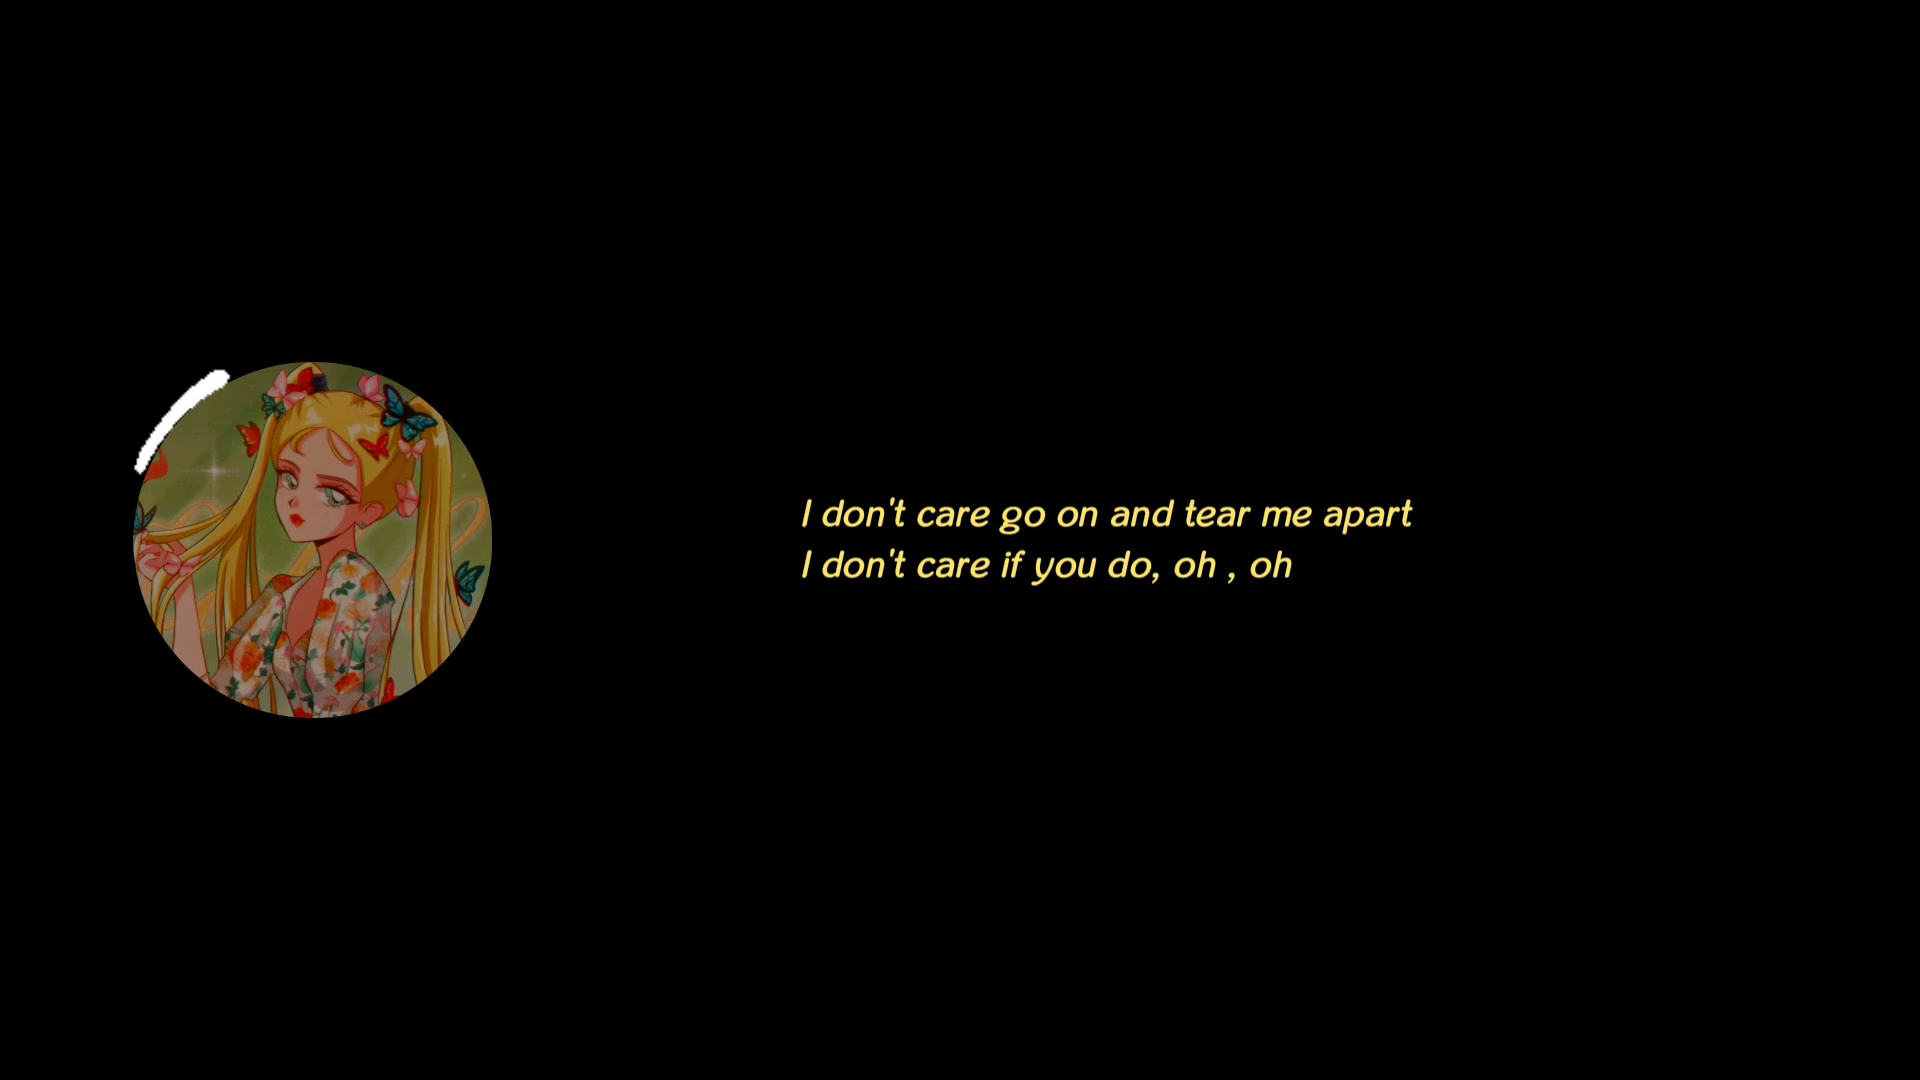 I don't care go on and tear me apart
I don't care if you do, oh , oh